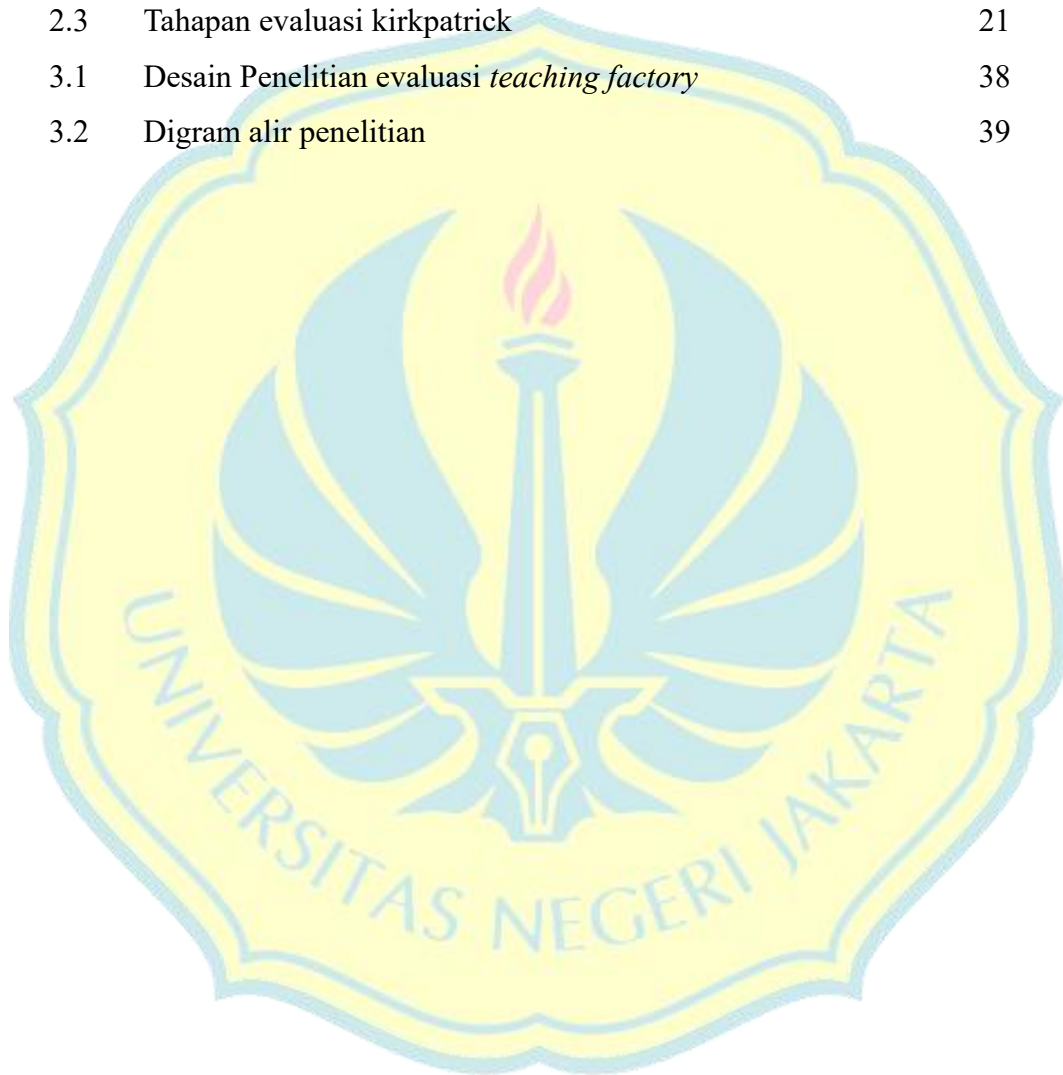 2.3 Tahapan evaluasi kirkpatrick 21
3.1 Desain Penelitian evaluasi teaching factory 38
3.2 Digram alir penelitian 39
UNIVERSITAS NEGERI JAKARTA